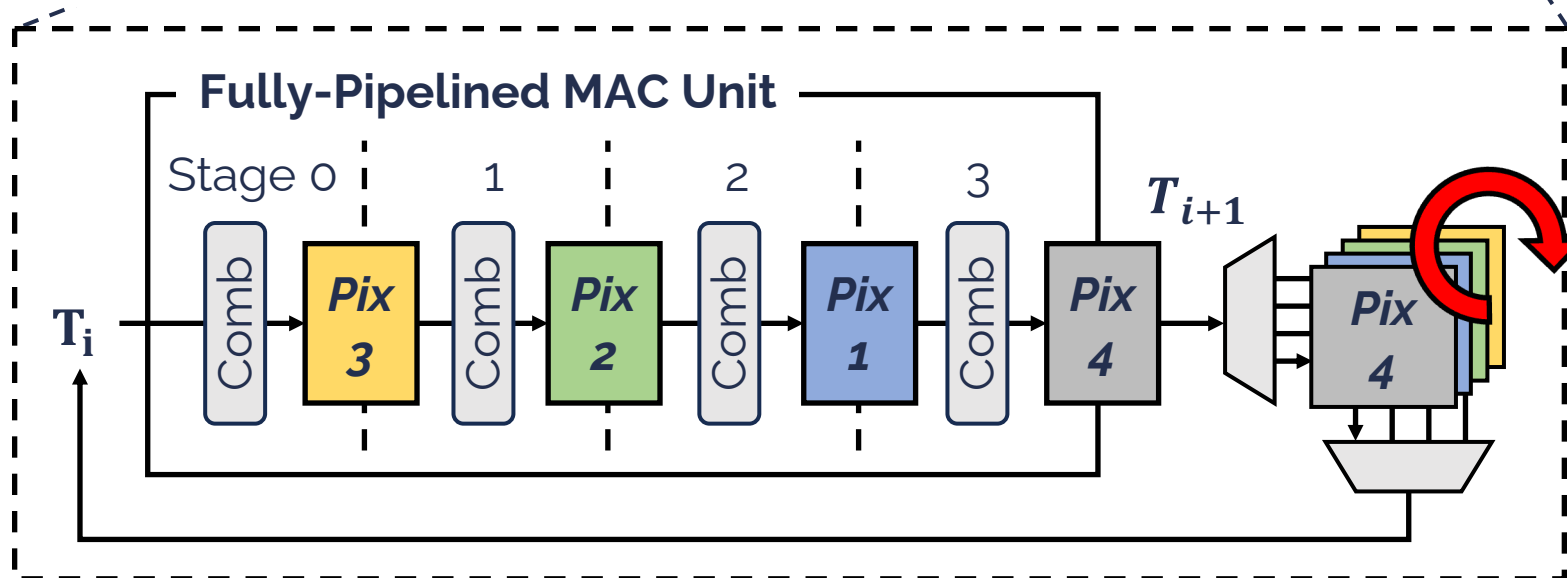 Fully-Pipelined MAC Unit
Stage 0
1
2
3
T_{i+1}
T_i
Comb
Pix
3
Comb
Pix
2
Comb
Pix
1
Comb
Pix
4
Pix
4